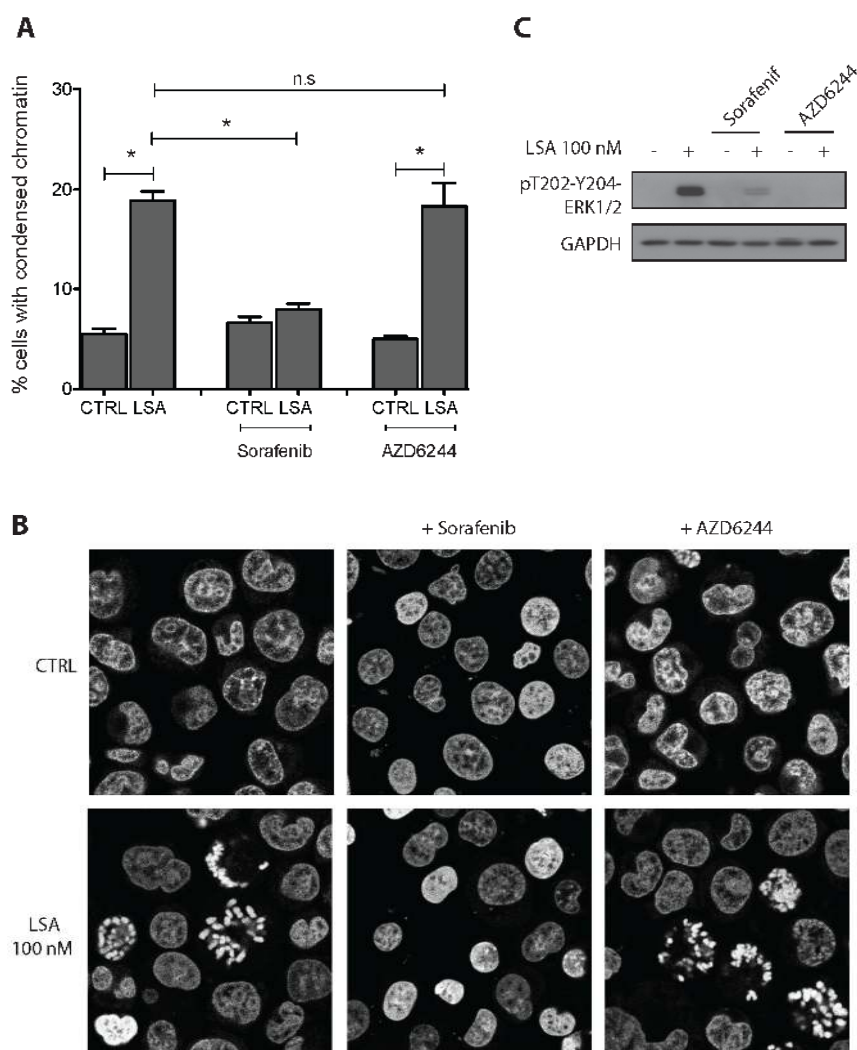 A
% cells with condensed chromatin
30
20
10
0
n.s
*
*
*
CTRL LSA
CTRL LSA
CTRL LSA
Sorafenib
AZD6244
C
Sorafenif
AZD6244
LSA 100 nM
- + - + - +
pT202-Y204-
ERK1/2
GAPDH
B
+ Sorafenib
+ AZD6244
CTRL
LSA
100 nM